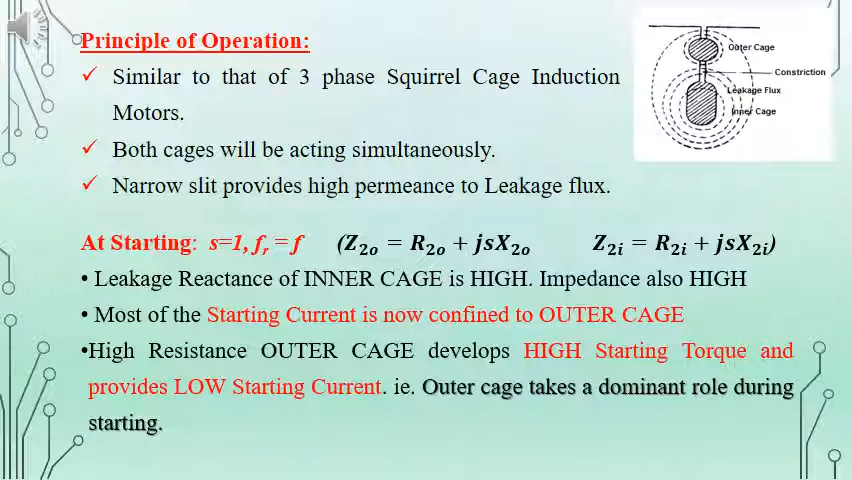 Principle of Operation:
✓ Similar to that of 3 phase Squirrel Cage Induction
Motors.
✓ Both cages will be acting simultaneously.
✓ Narrow slit provides high permeance to Leakage flux.
Outer Cage
Constriction
Leakage Flux
Inner Cage
At Starting: s=1, fᵣ = f (Z₂ₒ = R₂ₒ + jsX₂ₒ Z₂ᵢ = R₂ᵢ + jsX₂ᵢ)
• Leakage Reactance of INNER CAGE is HIGH. Impedance also HIGH
• Most of the Starting Current is now confined to OUTER CAGE
•High Resistance OUTER CAGE develops HIGH Starting Torque and
provides LOW Starting Current. ie. Outer cage takes a dominant role during
starting.